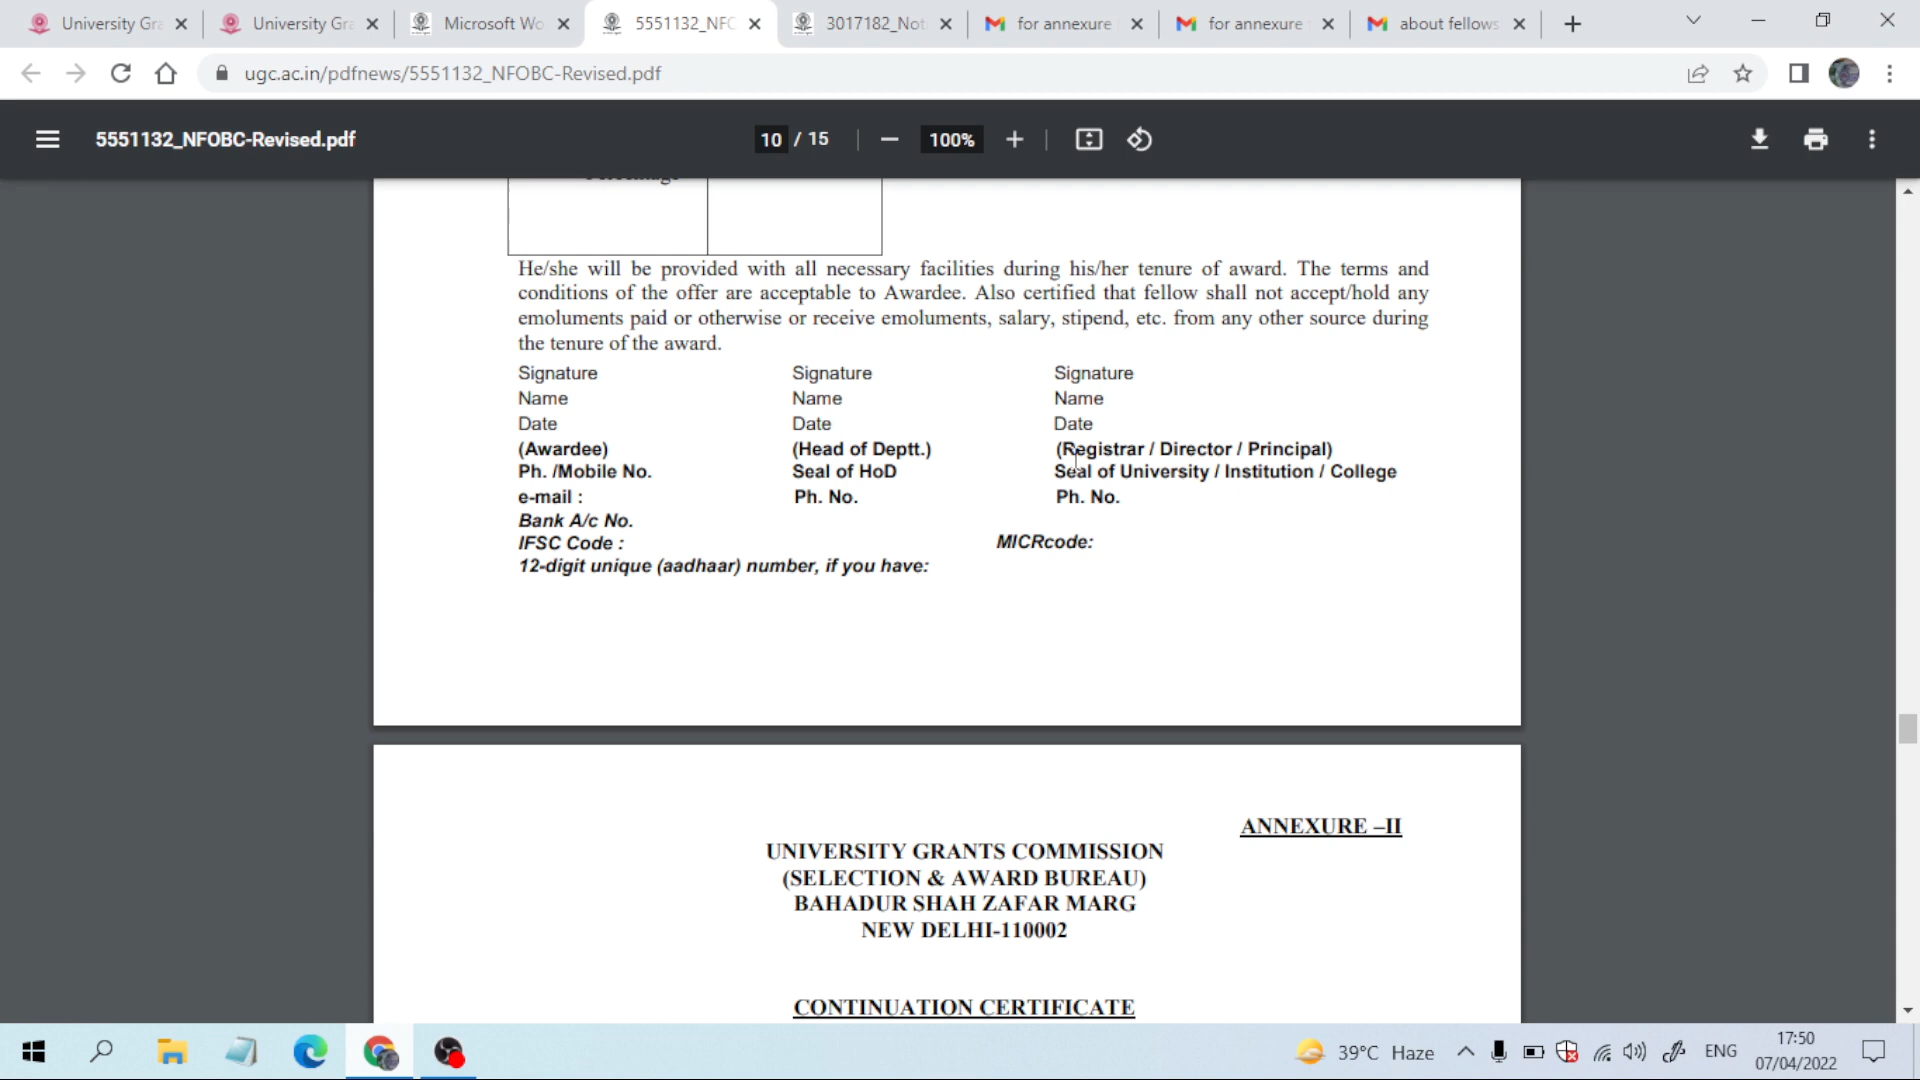 University Gra
University Gra
Microsoft Wo
5551132_NFO
3017182_Not
for annexure
for annexure
about fellows
ugc.ac.in/pdfnews/5551132_NFOBC-Revised.pdf
5551132_NFOBC-Revised.pdf
10 / 15
100%
Percentage
He/she will be provided with all necessary facilities during his/her tenure of award. The terms and
conditions of the offer are acceptable to Awardee. Also certified that fellow shall not accept/hold any
emoluments paid or otherwise or receive emoluments, salary, stipend, etc. from any other source during
the tenure of the award.
Signature Signature Signature
Name Name Name
Date Date Date
(Awardee) (Head of Deptt.) (Registrar / Director / Principal)
Ph. /Mobile No. Seal of HoD Seal of University / Institution / College
e-mail : Ph. No. Ph. No.
Bank A/c No.
IFSC Code : MICRcode:
12-digit unique (aadhaar) number, if you have:
ANNEXURE –II
UNIVERSITY GRANTS COMMISSION
(SELECTION & AWARD BUREAU)
BAHADUR SHAH ZAFAR MARG
NEW DELHI-110002
CONTINUATION CERTIFICATE
39°C Haze
ENG
17:50
07/04/2022